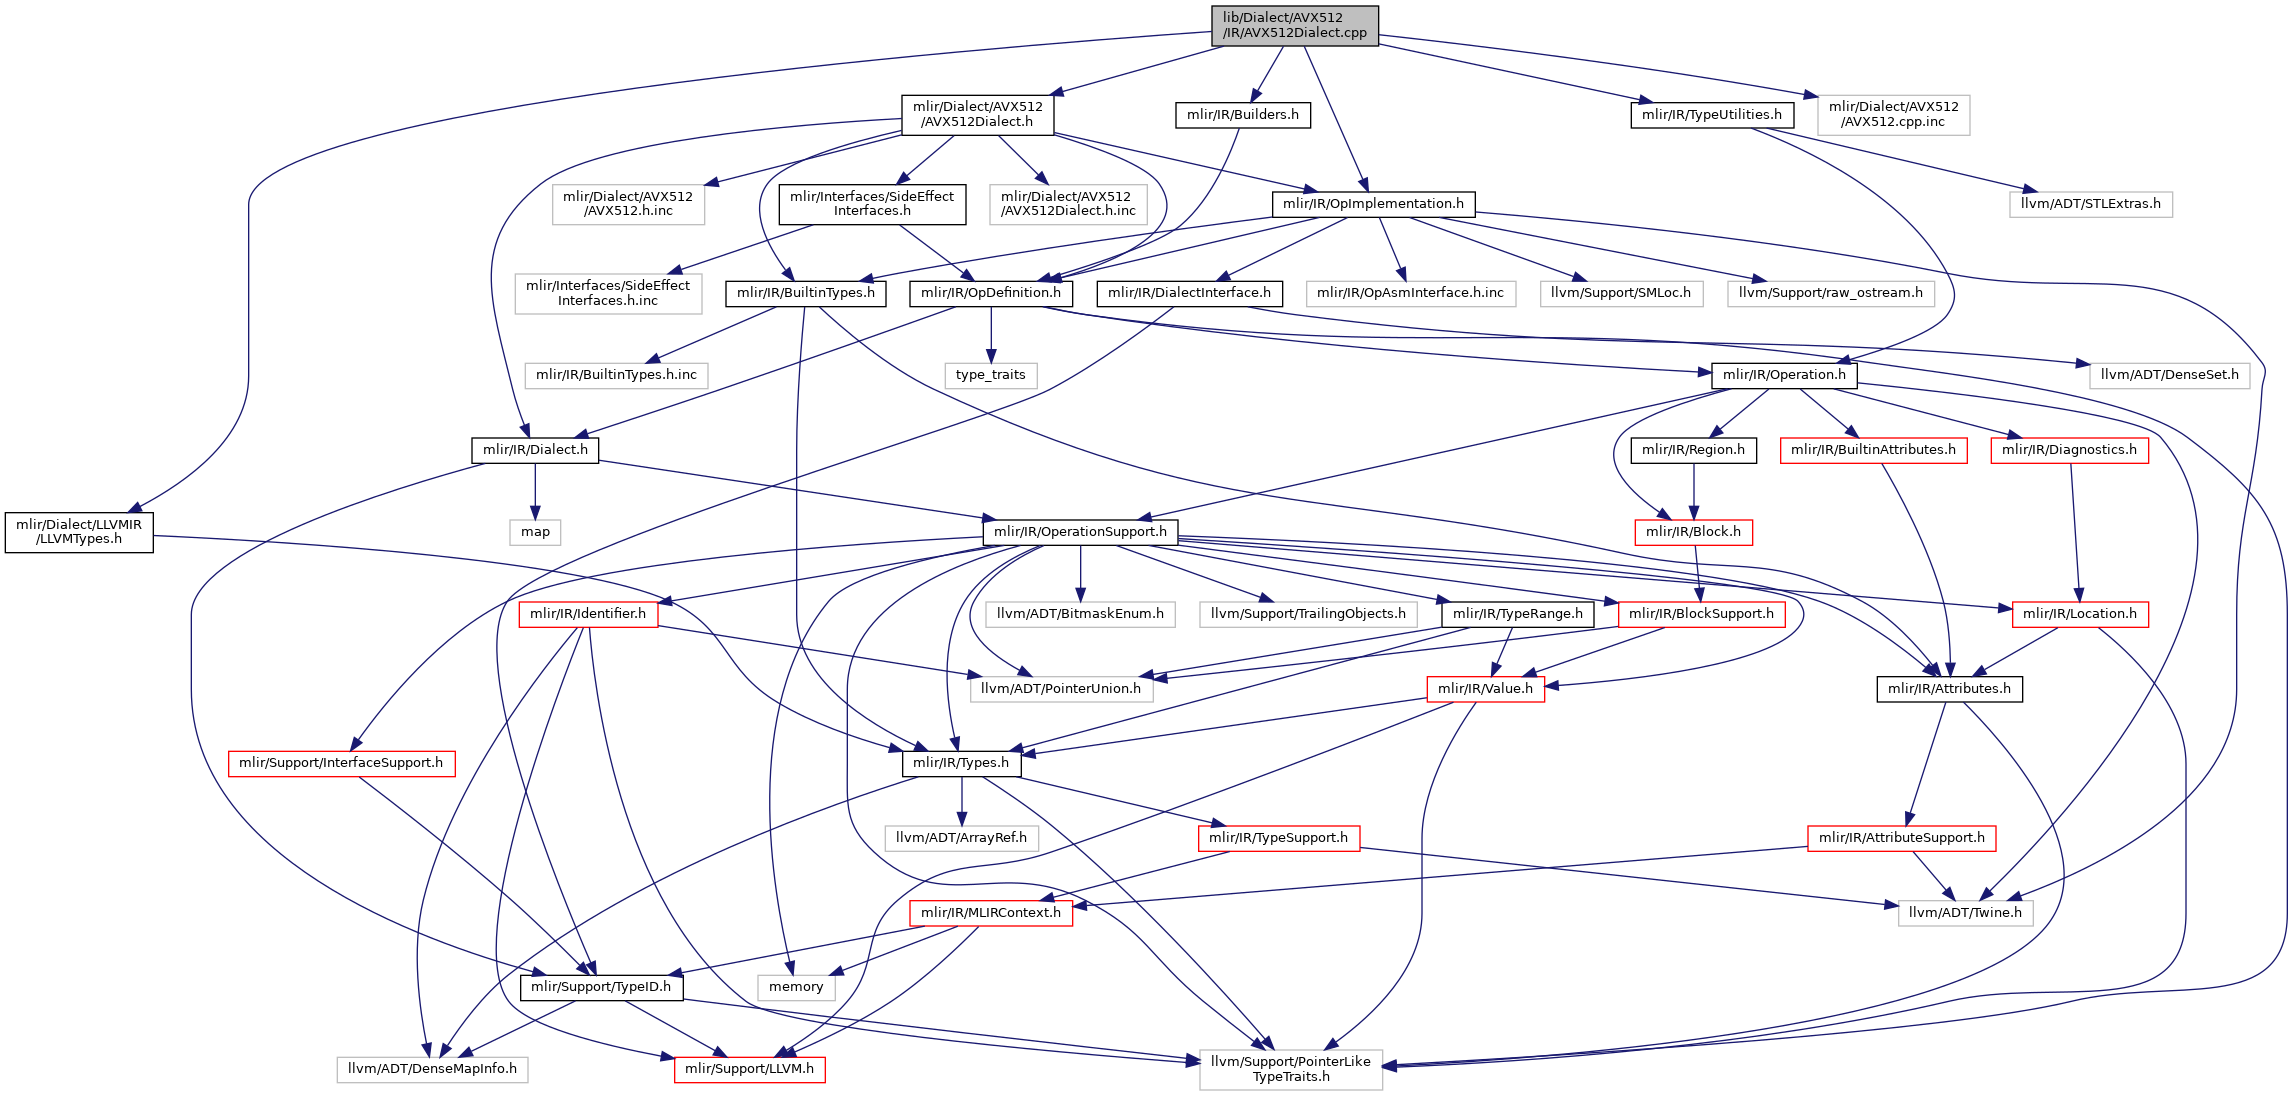 lib/Dialect/AVX512
/IR/AVX512Dialect.cpp
mlir/Dialect/AVX512
/AVX512Dialect.h
mlir/IR/Builders.h
mlir/IR/TypeUtilities.h
mlir/Dialect/AVX512
/AVX512.cpp.inc
mlir/Dialect/AVX512
/AVX512.h.inc
mlir/Interfaces/SideEffect
Interfaces.h
mlir/Dialect/AVX512
/AVX512Dialect.h.inc
mlir/IR/OpImplementation.h
llvm/ADT/STLExtras.h
mlir/Interfaces/SideEffect
Interfaces.h.inc
mlir/IR/BuiltinTypes.h
mlir/IR/OpDefinition.h
mlir/IR/DialectInterface.h
mlir/IR/OpAsmInterface.h.inc
llvm/Support/SMLoc.h
llvm/Support/raw_ostream.h
mlir/IR/BuiltinTypes.h.inc
type_traits
mlir/IR/Operation.h
llvm/ADT/DenseSet.h
mlir/IR/Dialect.h
mlir/IR/Region.h
mlir/IR/BuiltinAttributes.h
mlir/IR/Diagnostics.h
mlir/Dialect/LLVMIR
/LLVMTypes.h
map
mlir/IR/OperationSupport.h
mlir/IR/Block.h
mlir/IR/Identifier.h
llvm/ADT/BitmaskEnum.h
llvm/Support/TrailingObjects.h
mlir/IR/TypeRange.h
mlir/IR/BlockSupport.h
mlir/IR/Location.h
llvm/ADT/PointerUnion.h
mlir/IR/Value.h
mlir/IR/Attributes.h
mlir/Support/InterfaceSupport.h
mlir/IR/Types.h
llvm/ADT/ArrayRef.h
mlir/IR/TypeSupport.h
mlir/IR/AttributeSupport.h
mlir/IR/MLIRContext.h
llvm/ADT/Twine.h
mlir/Support/TypeID.h
memory
llvm/ADT/DenseMapInfo.h
mlir/Support/LLVM.h
llvm/Support/PointerLike
TypeTraits.h